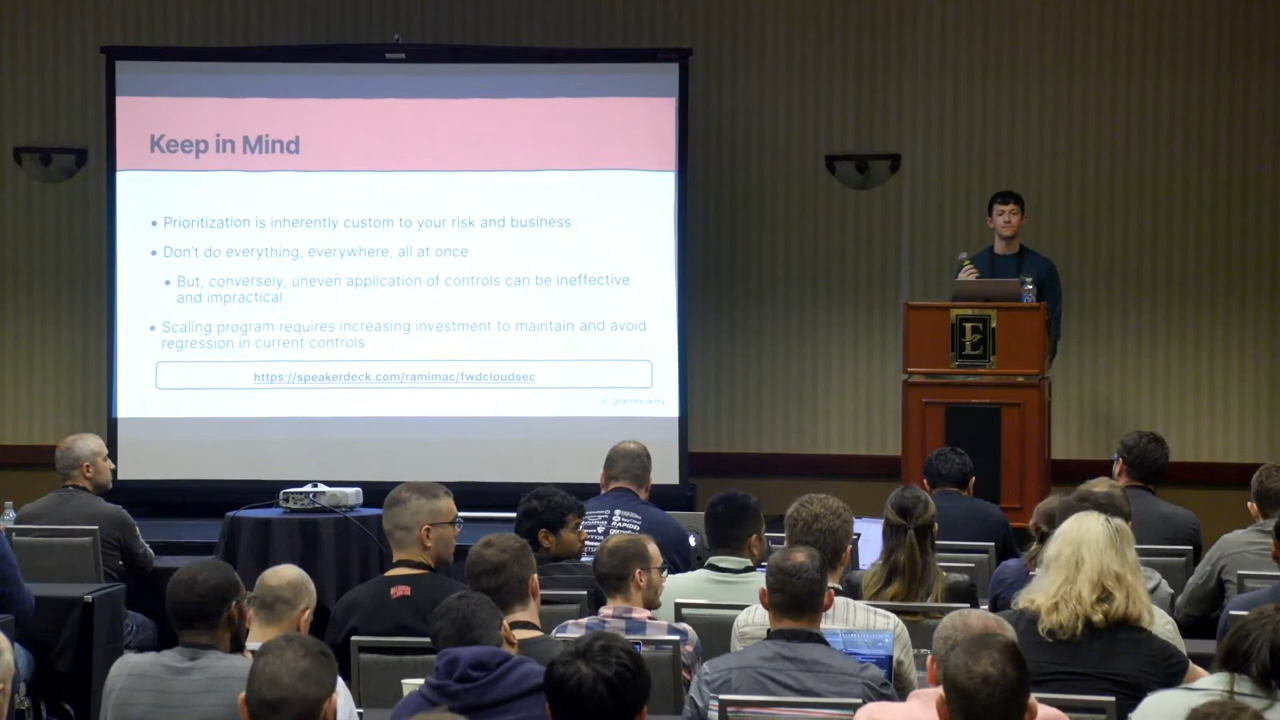 Keep in Mind
Prioritization is inherently custom to your risk and business
Don't do everything, everywhere, all at once
But, conversely, uneven application of controls can be ineffective
and impractical
Scaling program requires increasing investment to maintain and avoid
regression in current controls
https://speakerdeck.com/ramimac/fwdcloudsec
E